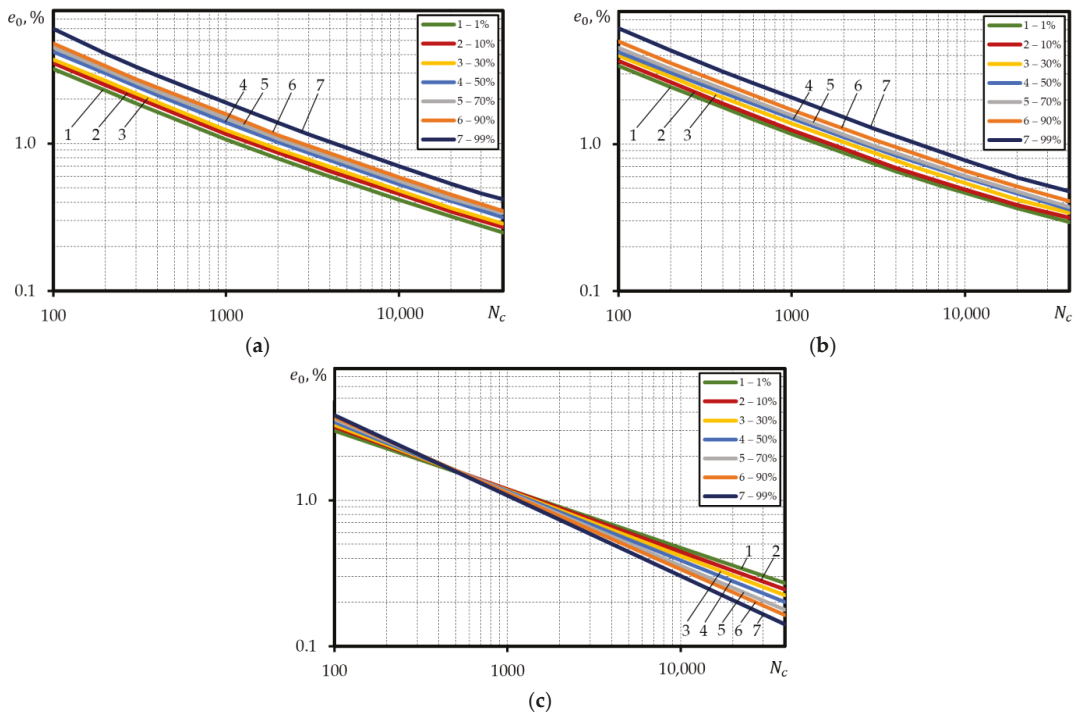 e₀, %
1 – 1%
2 – 10%
3 – 30%
4 – 50%
5 – 70%
6 – 90%
7 – 99%
4 5 6 7
1 2 3
1.0
0.1
100 1000 10,000 N_c
(a)
e₀, %
1 – 1%
2 – 10%
3 – 30%
4 – 50%
5 – 70%
6 – 90%
7 – 99%
4 5 6 7
1 2 3
1.0
0.1
100 1000 10,000 N_c
(b)
e₀, %
1 – 1%
2 – 10%
3 – 30%
4 – 50%
5 – 70%
6 – 90%
7 – 99%
1.0
1 2
3 4 5 6 7
0.1
100 1000 10,000 N_c
(c)